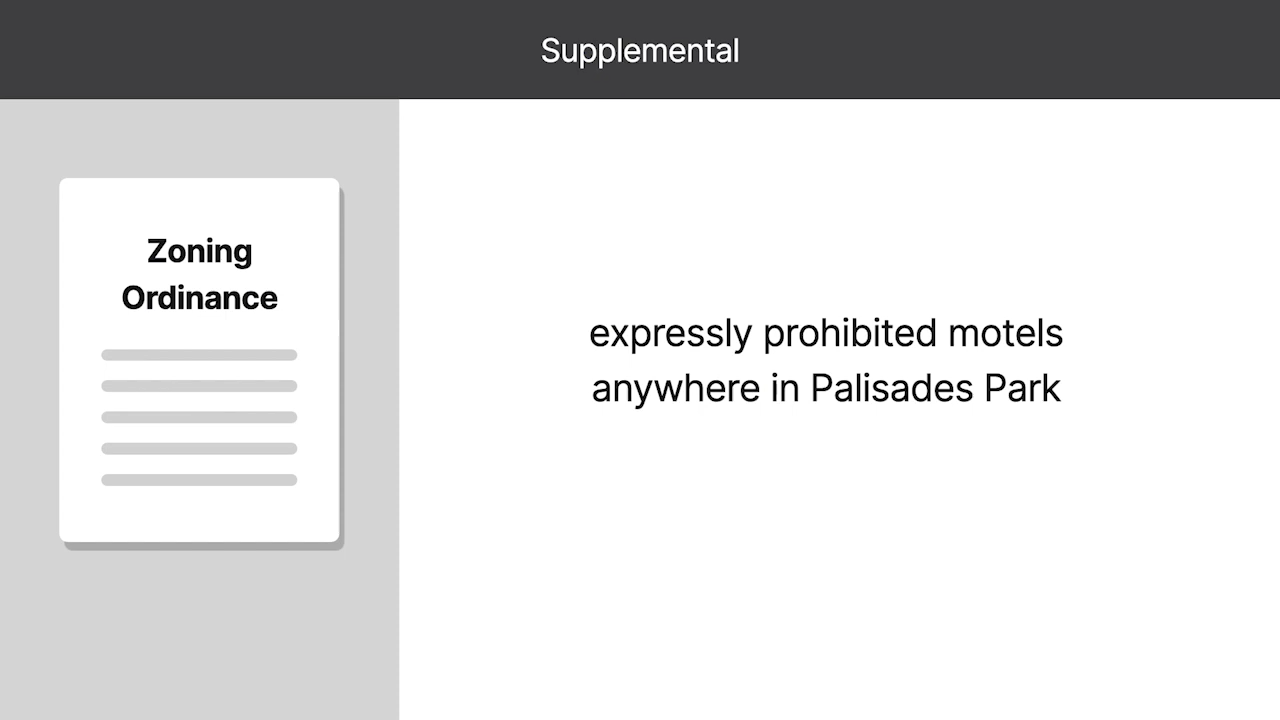 Supplemental
Zoning
Ordinance
expressly prohibited motels
anywhere in Palisades Park